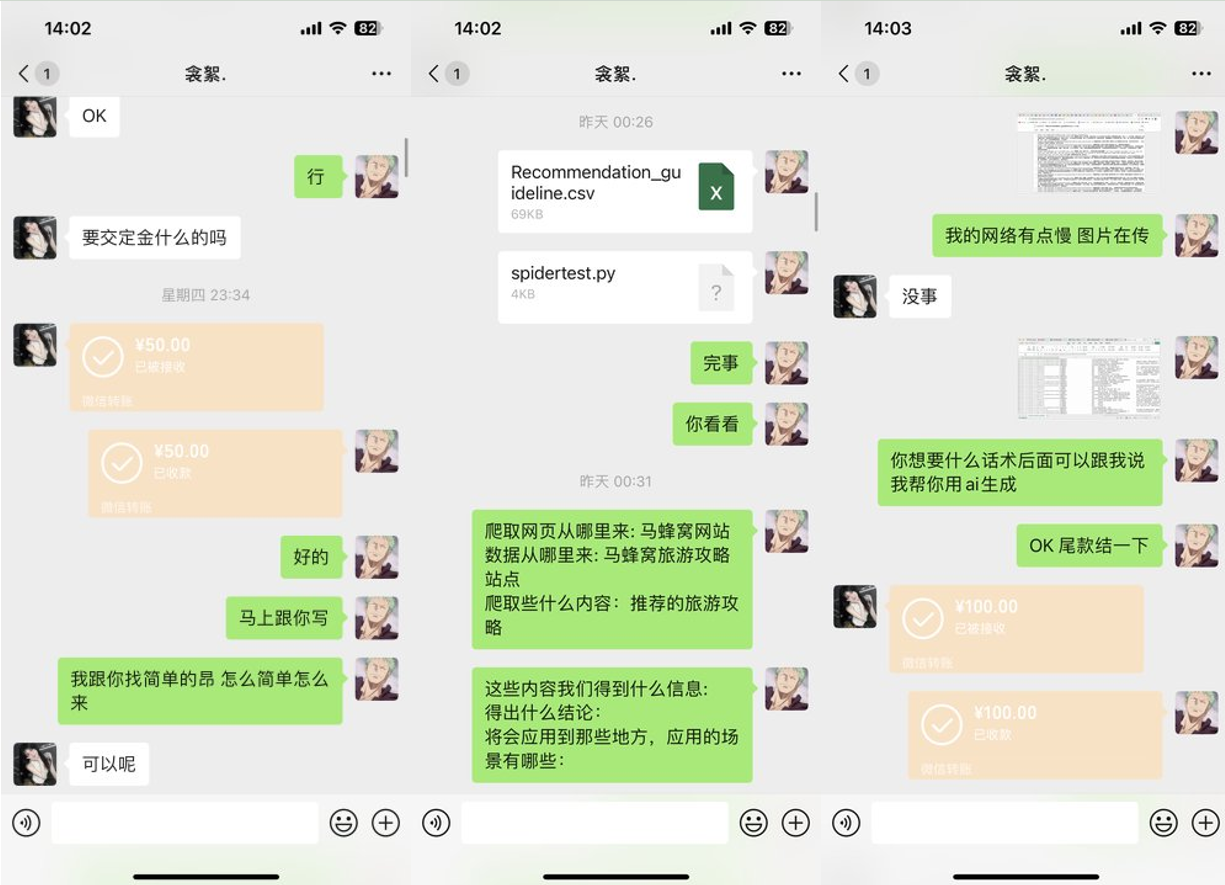 14:02
82
1
衾絮.
OK
行
要交定金什么的吗
星期四 23:34
¥50.00
已被接收
微信转账
¥50.00
已收款
微信转账
好的
马上跟你写
我跟你找简单的昂 怎么简单怎么
来
可以呢
14:02
82
1
衾絮.
昨天 00:26
Recommendation_gu
ideline.csv
69KB
X
spidertest.py
4KB
?
完事
你看看
昨天 00:31
爬取网页从哪里来: 马蜂窝网站
数据从哪里来: 马蜂窝旅游攻略
站点
爬取些什么内容：推荐的旅游攻
略
这些内容我们得到什么信息:
得出什么结论：
将会应用到那些地方，应用的场
景有哪些：
14:03
82
1
衾絮.
我的网络有点慢 图片在传
没事
你想要什么话术后面可以跟我说
我帮你用ai生成
OK 尾款结一下
¥100.00
已被接收
微信转账
¥100.00
已收款
微信转账